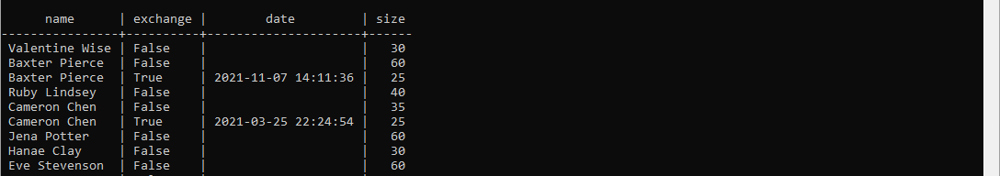 name | exchange | date | size
----------------+----------+---------------------+------
Valentine Wise | False | | 30
Baxter Pierce | False | | 60
Baxter Pierce | True | 2021-11-07 14:11:36 | 25
Ruby Lindsey | False | | 40
Cameron Chen | False | | 35
Cameron Chen | True | 2021-03-25 22:24:54 | 25
Jena Potter | False | | 60
Hanae Clay | False | | 30
Eve Stevenson | False | | 60